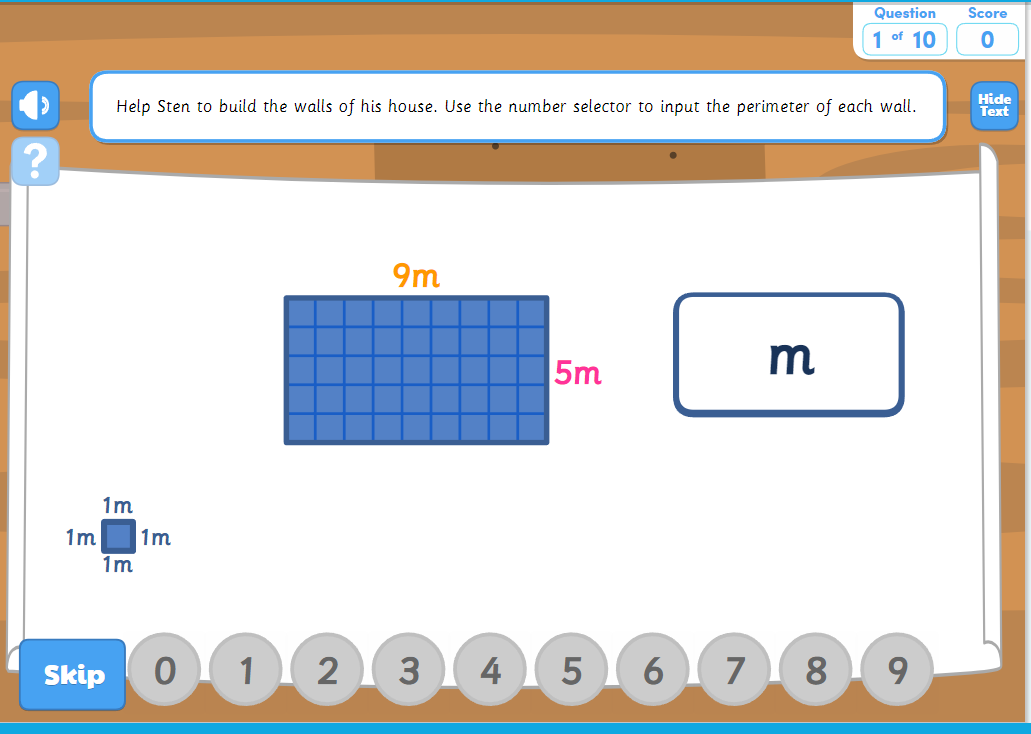 Question
Score
1 of 10
0
Help Sten to build the walls of his house. Use the number selector to input the perimeter of each wall.
Hide
Text
?
9m
5m
m
1m
1m
1m
1m
Skip
0
1
2
3
4
5
6
7
8
9